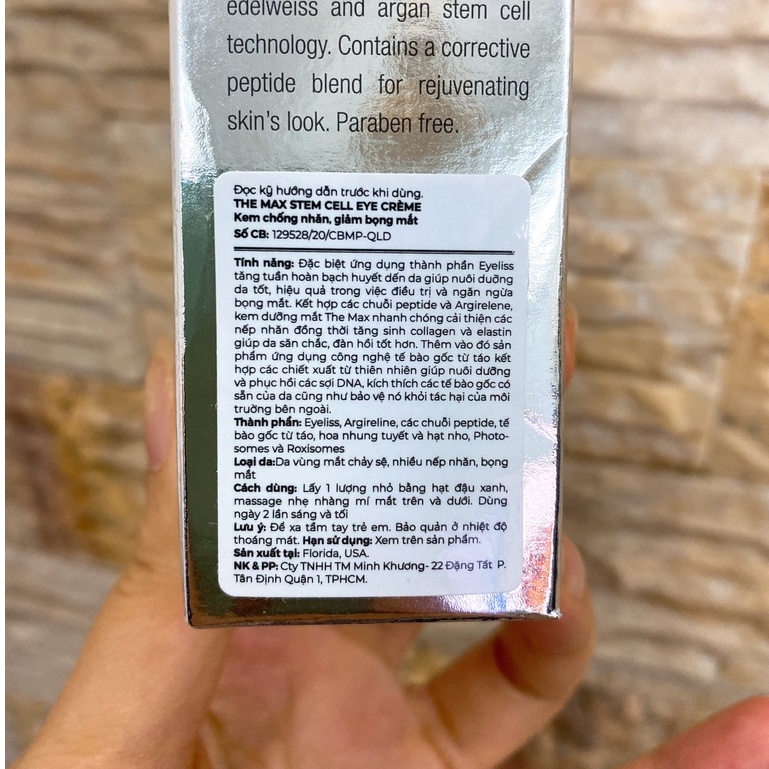 edelweiss and argan stem cell
technology. Contains a corrective
peptide blend for rejuvenating
skin's look. Paraben free.
Đọc kỹ hướng dẫn trước khi dùng.
THE MAX STEM CELL EYE CRÈME
Kem chống nhăn, giảm bọng mắt
Số CB: 129528/20/CBMP-QLD
Tính năng: Đặc biệt ứng dụng thành phần Eyeliss
tăng tuần hoàn bạch huyết đến da giúp nuôi dưỡng
da tốt, hiệu quả trong việc điều trị và ngăn ngừa
bọng mắt. Kết hợp các chuỗi peptide và Argirelene,
kem dưỡng mắt The Max nhanh chóng cải thiện các
nếp nhăn đồng thời tăng sinh collagen và elastin
giúp da săn chắc, đàn hồi tốt hơn. Thêm vào đó sản
phẩm ứng dụng công nghệ tế bào gốc từ táo kết
hợp các chiết xuất từ thiên nhiên giúp nuôi dưỡng
và phục hồi các sợi DNA, kích thích các tế bào gốc có
sẵn của da cũng như bảo vệ nó khỏi tác hại của môi
trường bên ngoài.
Thành phần: Eyeliss, Argireline, các chuỗi peptide, tế
bào gốc từ táo, hoa nhung tuyết và hạt nho, Photo-
somes và Roxisomes
Loại da:Da vùng mắt chảy sệ, nhiều nếp nhăn, bọng
mắt
Cách dùng: Lấy 1 lượng nhỏ bằng hạt đậu xanh,
massage nhẹ nhàng mí mắt trên và dưới. Dùng
ngày 2 lần sáng và tối
Lưu ý: Để xa tầm tay trẻ em. Bảo quản ở nhiệt độ
thoáng mát. Hạn sử dụng: Xem trên sản phẩm.
Sản xuất tại: Florida, USA.
NK & PP: Cty TNHH TM Minh Khương- 22 Đặng Tất P.
Tân Định Quận 1, TPHCM.